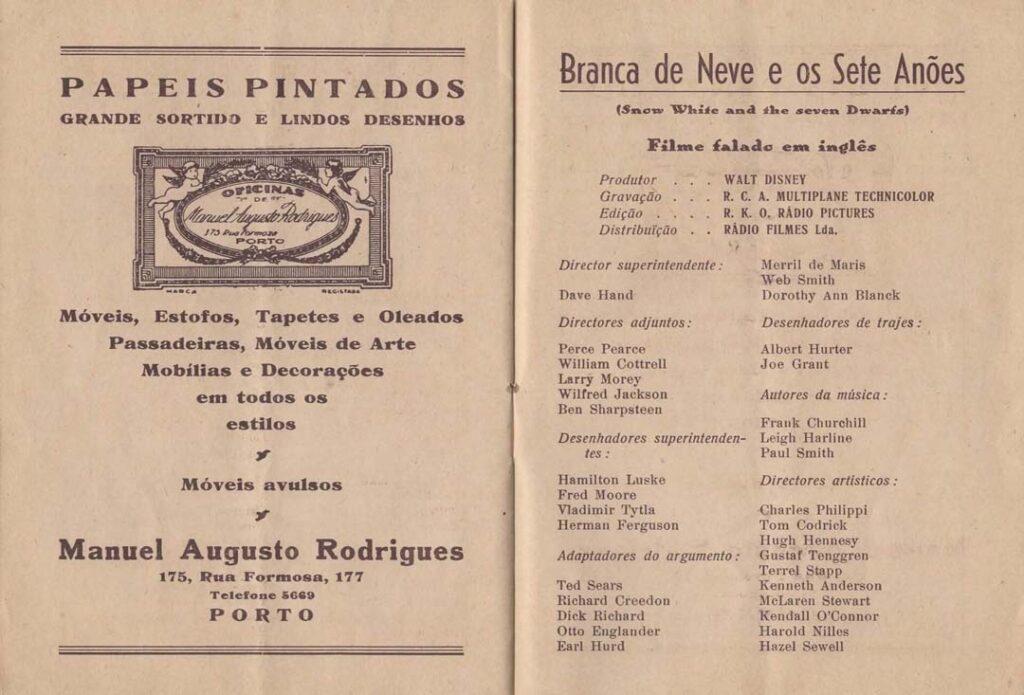 PAPEIS PINTADOS
GRANDE SORTIDO E LINDOS DESENHOS
OFICINAS
DE
Manuel Augusto Rodrigues
175 Rua Formosa
PORTO
MARCA REGISTADA
Móveis, Estofos, Tapetes e Oleados
Passadeiras, Móveis de Arte
Mobílias e Decorações
em todos os
estilos
Móveis avulsos
Manuel Augusto Rodrigues
175, Rua Formosa, 177
Telefone 5669
PORTO
Branca de Neve e os Sete Anões
(Snow White and the seven Dwarfs)
Filme falado em inglês
Produtor . . . WALT DISNEY
Gravação . . . R. C. A. MULTIPLANE TECHNICOLOR
Edição . . . . R. K. O. RÁDIO PICTURES
Distribuïção . . RÁDIO FILMES Lda.
Director superintendente:
Dave Hand
Directores adjuntos:
Perce Pearce
William Cottrell
Larry Morey
Wilfred Jackson
Ben Sharpsteen
Desenhadores superintenden-
tes:
Hamilton Luske
Fred Moore
Vladimir Tytla
Herman Ferguson
Adaptadores do argumento:
Ted Sears
Richard Creedon
Dick Richard
Otto Englander
Earl Hurd
Merril de Maris
Web Smith
Dorothy Ann Blanck
Desenhadores de trajes:
Albert Hurter
Joe Grant
Autores da música:
Frank Churchill
Leigh Harline
Paul Smith
Directores artísticos:
Charles Philippi
Tom Codrick
Hugh Hennesy
Gustaf Tenggren
Terrel Stapp
Kenneth Anderson
McLaren Stewart
Kendall O'Connor
Harold Nilles
Hazel Sewell